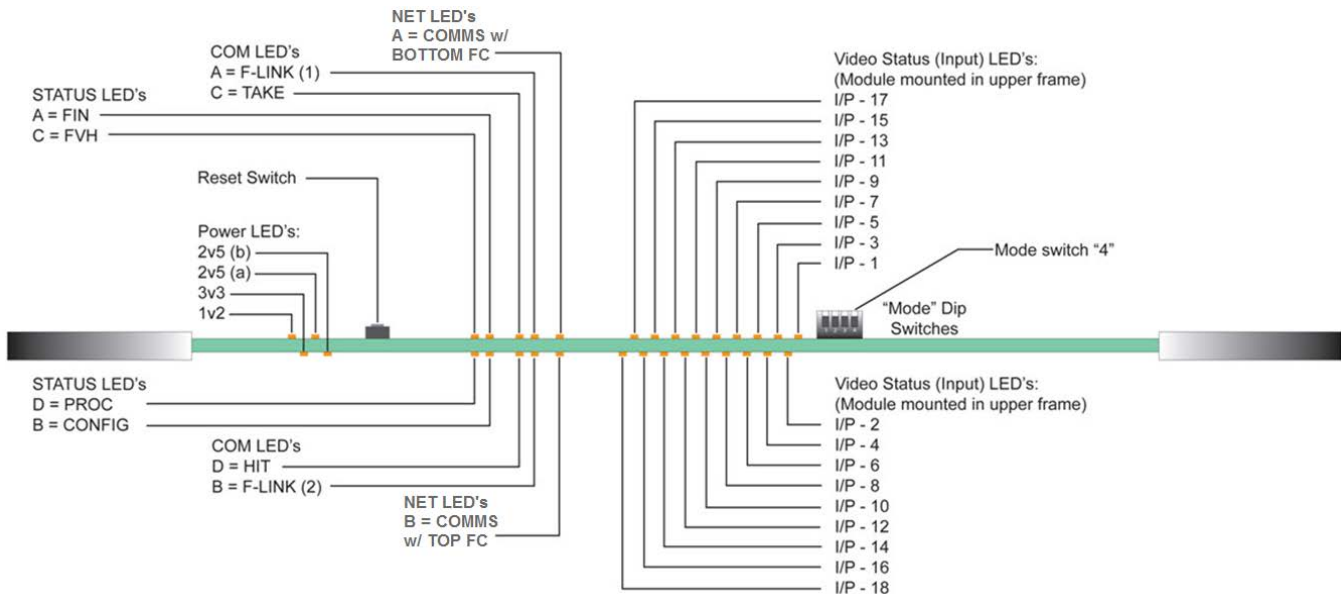 NET LED's
A = COMMS w/
BOTTOM FC
COM LED's
A = F-LINK (1)
C = TAKE
STATUS LED's
A = FIN
C = FVH
Reset Switch
Power LED's:
2v5 (b)
2v5 (a)
3v3
1v2
Video Status (Input) LED's:
(Module mounted in upper frame)
I/P - 17
I/P - 15
I/P - 13
I/P - 11
I/P - 9
I/P - 7
I/P - 5
I/P - 3
I/P - 1
Mode switch “4”
“Mode” Dip
Switches
STATUS LED's
D = PROC
B = CONFIG
COM LED's
D = HIT
B = F-LINK (2)
NET LED's
B = COMMS
w/ TOP FC
Video Status (Input) LED's:
(Module mounted in upper frame)
I/P - 2
I/P - 4
I/P - 6
I/P - 8
I/P - 10
I/P - 12
I/P - 14
I/P - 16
I/P - 18